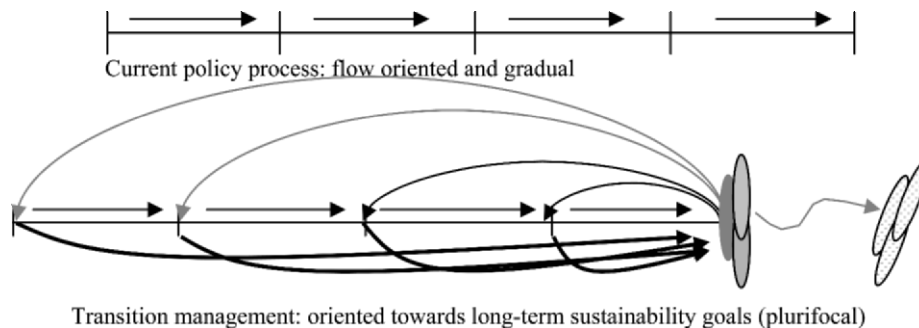 Current policy process: flow oriented and gradual
Transition management: oriented towards long-term sustainability goals (plurifocal)